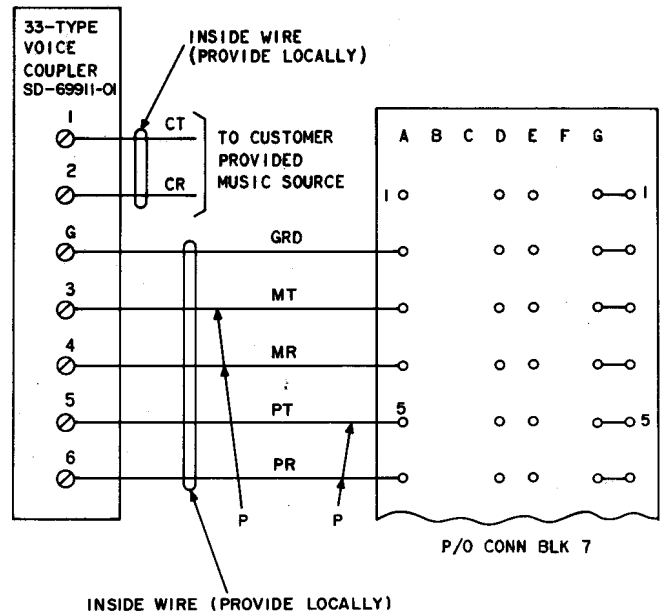 33-TYPE
VOICE
COUPLER
SD-69911-01
INSIDE WIRE
(PROVIDE LOCALLY)
1
CT
2
CR
TO CUSTOMER
PROVIDED
MUSIC SOURCE
A B C D E F G
1 1
G
GRD
3
MT
4
MR
5
PT
5 5
6
PR
P P
P/O CONN BLK 7
INSIDE WIRE (PROVIDE LOCALLY)